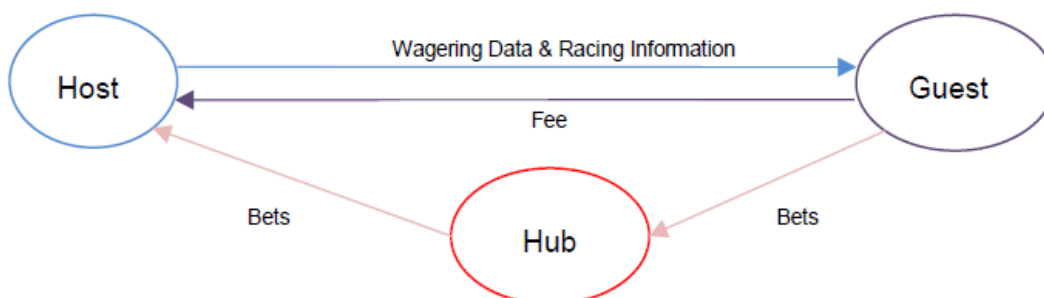 Wagering Data & Racing Information
Host
Guest
Fee
Bets
Bets
Hub